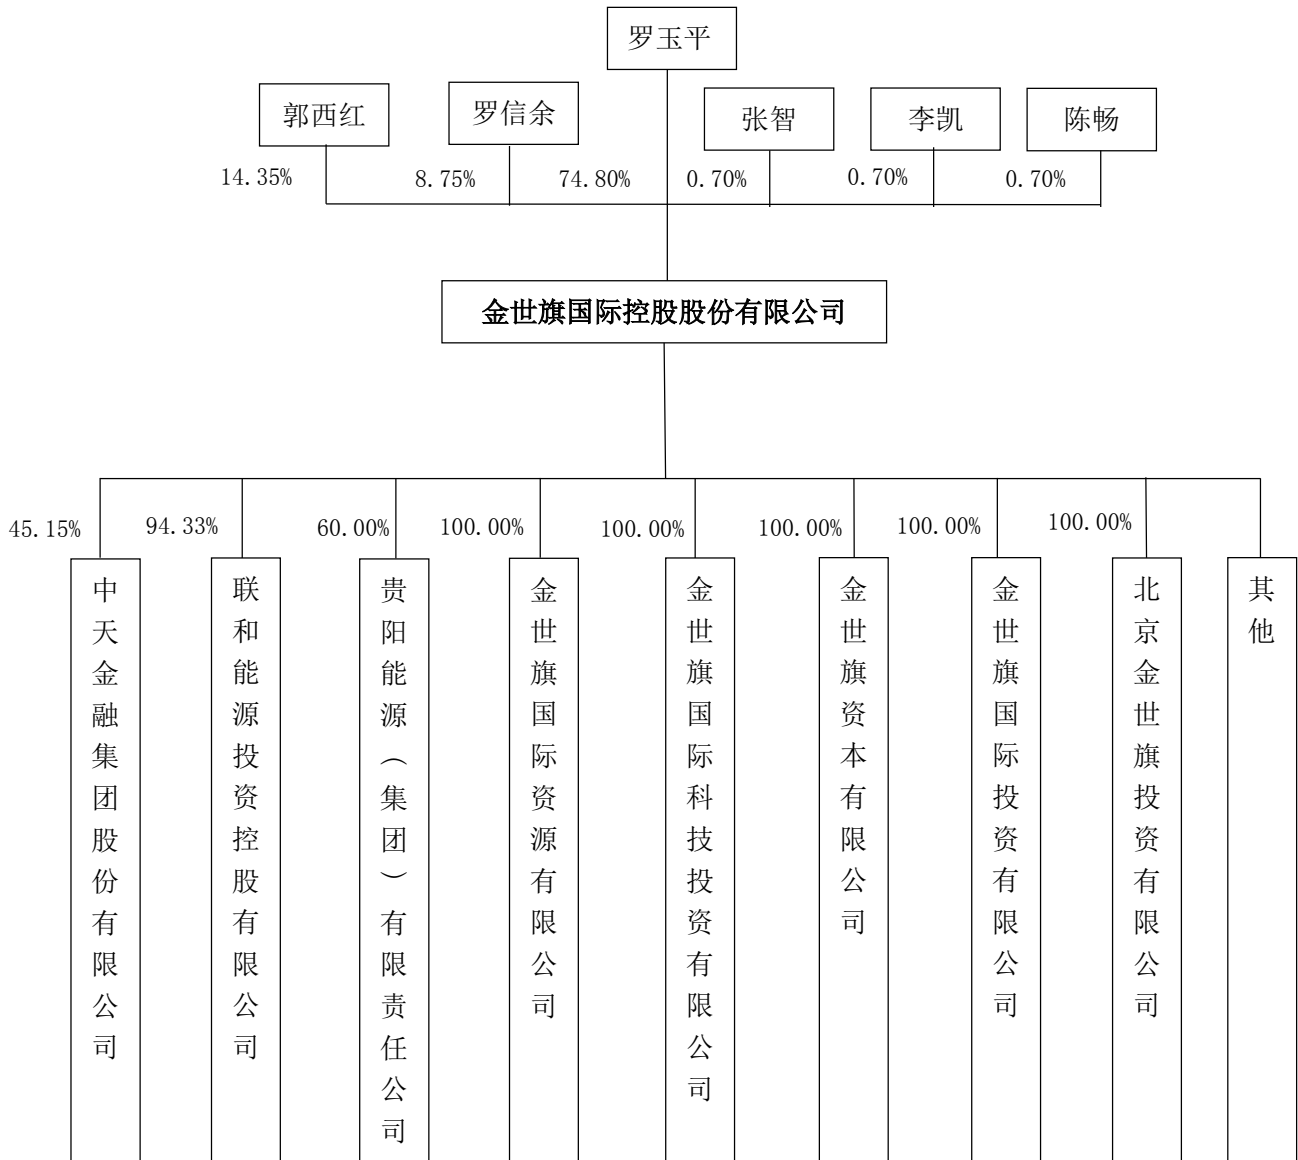 罗玉平
郭西红
罗信余
张智
李凯
陈畅
14.35%
8.75%
74.80%
0.70%
0.70%
0.70%
金世旗国际控股股份有限公司
45.15%
94.33%
60.00%
100.00%
100.00%
100.00%
100.00%
100.00%
中天金融集团股份有限公司
联和能源投资控股有限公司
贵阳能源（集团）有限责任公司
金世旗国际资源有限公司
金世旗国际科技投资有限公司
金世旗资本有限公司
金世旗国际投资有限公司
北京金世旗投资有限公司
其他